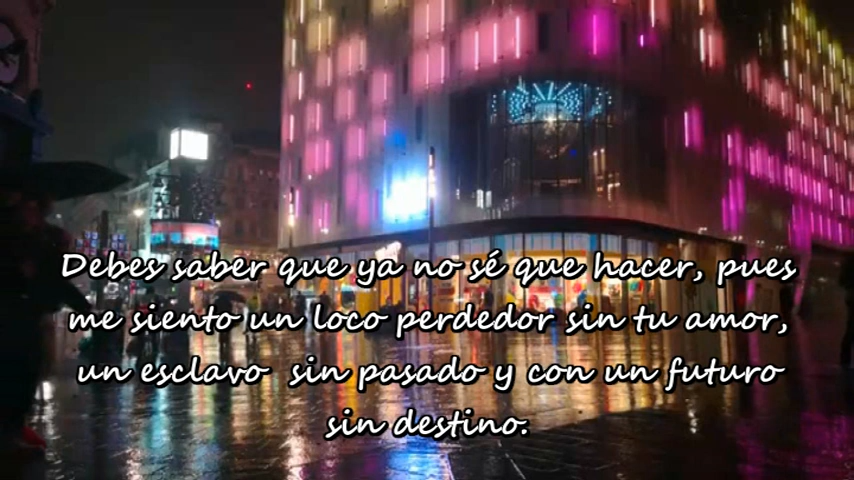 Debes saber que ya no sé que hacer, pues
me siento un loco perdedor sin tu amor,
un esclavo  sin pasado y con un futuro
sin destino.